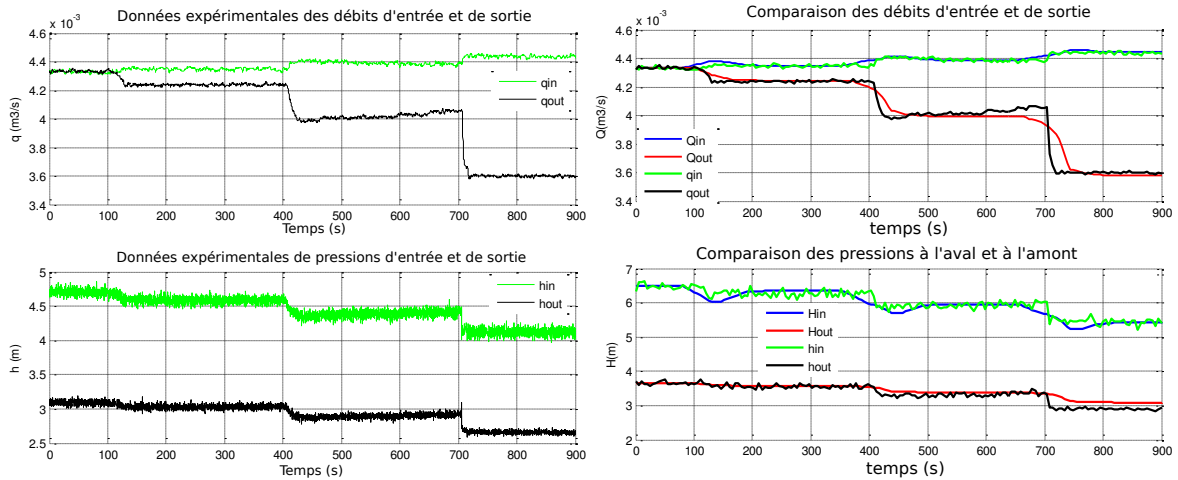 Données expérimentales des débits d'entrée et de sortie
x 10⁻³
4.6
4.4
4.2
4
3.8
3.6
3.4
q (m3/s)
qin
qout
0 100 200 300 400 500 600 700 800 900
Temps (s)
Comparaison des débits d'entrée et de sortie
x 10⁻³
4.6
4.4
4.2
4
3.8
3.6
3.4
Q(m3/s)
Qin
Qout
qin
qout
0 100 200 300 400 500 600 700 800 900
temps (s)
Données expérimentales de pressions d'entrée et de sortie
5
4.5
4
3.5
3
2.5
h (m)
hin
hout
0 100 200 300 400 500 600 700 800 900
Temps (s)
Comparaison des pressions à l'aval et à l'amont
7
6
5
4
3
2
H(m)
Hin
Hout
hin
hout
0 100 200 300 400 500 600 700 800 900
temps (s)